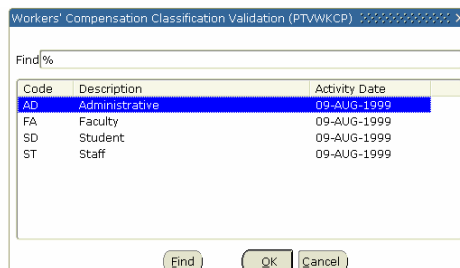 Workers' Compensation Classification Validation (PTVWKCP)
Find %
Code Description Activity Date
AD Administrative 09-AUG-1999
FA Faculty 09-AUG-1999
SD Student 09-AUG-1999
ST Staff 09-AUG-1999
Find OK Cancel